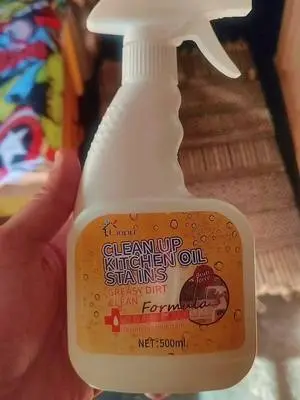 CLEAN UP
KITCHEN OIL
STAINS
GREASY DIRT
CLEAN
Formula
NET:500ml